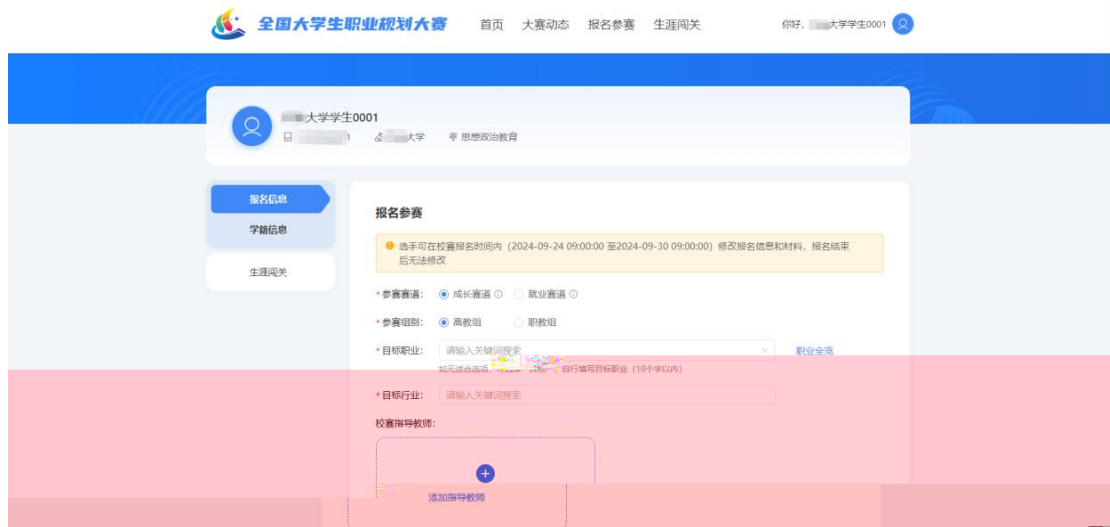 全国大学生职业规划大赛
首页 大赛动态 报名参赛 生涯闯关
你好, 大学学生0001
大学学生0001
1 大学 思想政治教育
报名信息
学籍信息
生涯闯关
报名参赛
选手可在校赛报名时间内（2024-09-24 09:00:00 至2024-09-30 09:00:00）修改报名信息和材料，报名结束
后无法修改
*参赛赛道： 成长赛道 就业赛道
*参赛组别： 高教组 职教组
*目标职业： 请输入关键词搜索 职业全览
如无适合选项， 自行填写目标职业（10个字以内）
*目标行业： 请输入关键词搜索
校赛指导教师：
添加指导教师